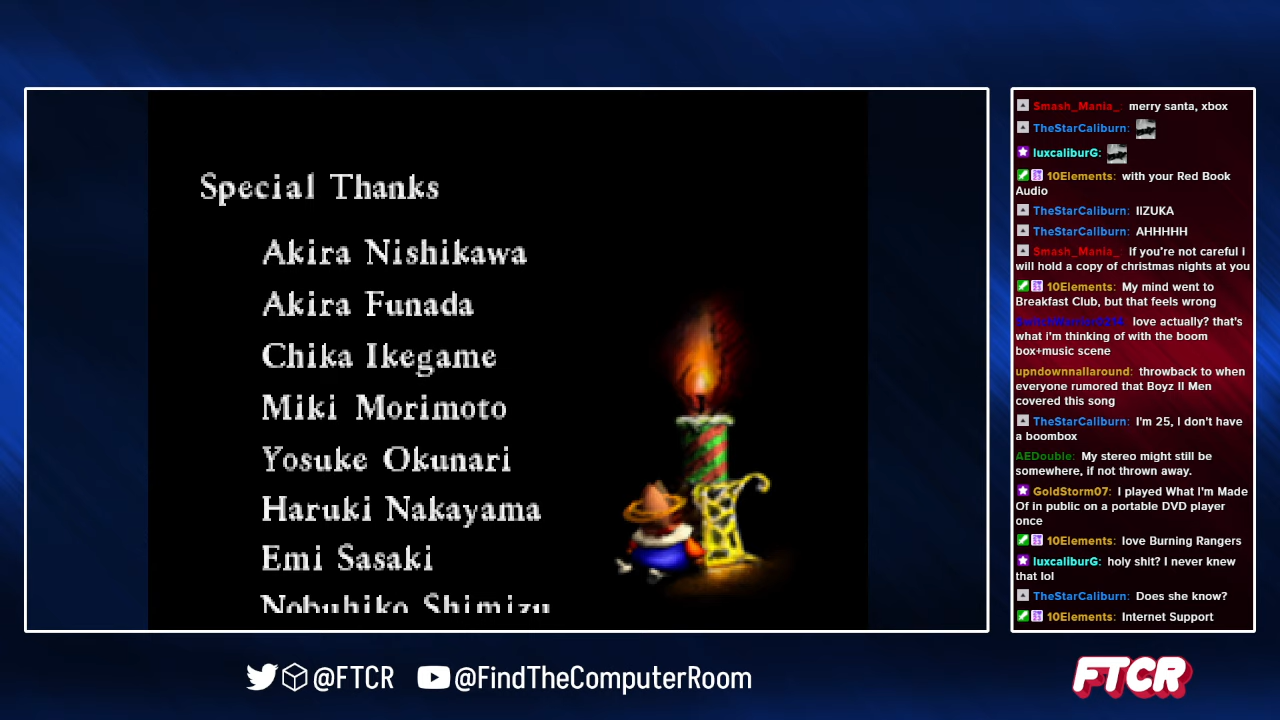 Special Thanks
Akira Nishikawa
Akira Funada
Chika Ikegame
Miki Morimoto
Yosuke Okunari
Haruki Nakayama
Emi Sasaki
Nobuhiko Shimizu
Smash_Mania_: merry santa, xbox
TheStarCaliburn:
luxcaliburG:
10Elements: with your Red Book
Audio
TheStarCaliburn: IIZUKA
TheStarCaliburn: AHHHHH
Smash_Mania_: If you're not careful I
will hold a copy of christmas nights at you
10Elements: My mind went to
Breakfast Club, but that feels wrong
love actually? that's
what i'm thinking of with the boom
box+music scene
upndownnallaround: throwback to when
everyone rumored that Boyz II Men
covered this song
TheStarCaliburn: I'm 25, I don't have
a boombox
AEDouble: My stereo might still be
somewhere, if not thrown away.
GoldStorm07: I played What I'm Made
Of in public on a portable DVD player
once
10Elements: love Burning Rangers
luxcaliburG: holy shit? I never knew
that lol
TheStarCaliburn: Does she know?
10Elements: Internet Support
@FTCR
@FindTheComputerRoom
FTCR